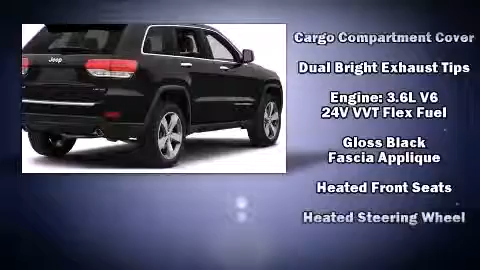 Jeep
Cargo Compartment Cover
Dual Bright Exhaust Tips
Engine: 3.6L V6
24V VVT Flex Fuel
Gloss Black
Fascia Applique
Heated Front Seats
Heated Steering Wheel